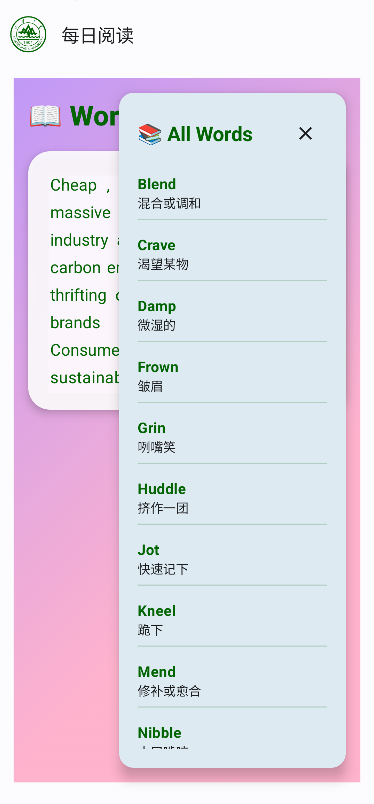 每日阅读
📖 Wor
Cheap ,
massive
industry
carbon
thrifting
brands
Consume
sustainab
📚 All Words
Blend
混合或调和
Crave
渴望某物
Damp
微湿的
Frown
皱眉
Grin
咧嘴笑
Huddle
挤作一团
Jot
快速记下
Kneel
跪下
Mend
修补或愈合
Nibble